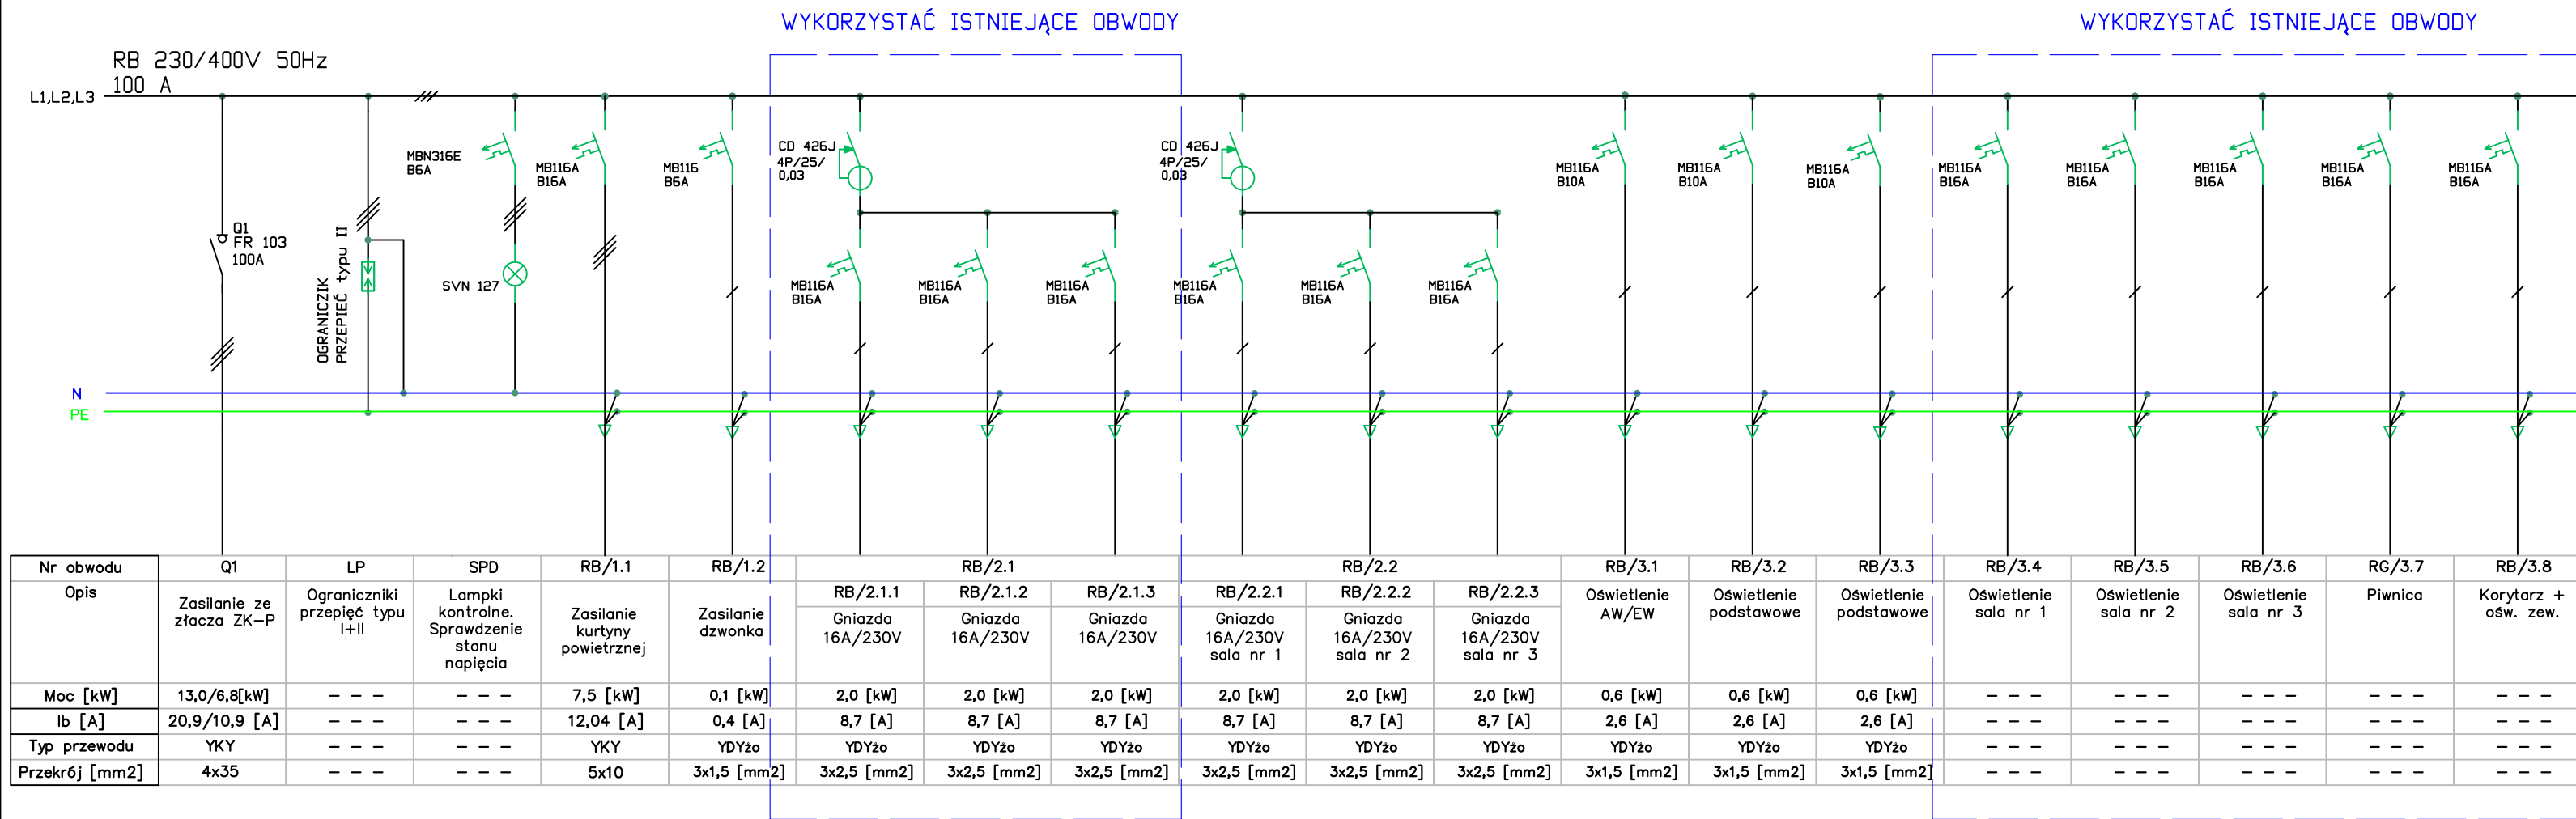 WYKORZYSTAĆ ISTNIEJĄCE OBWODY
WYKORZYSTAĆ ISTNIEJĄCE OBWODY
RB 230/400V 50Hz
100 A
L1,L2,L3
MBN316E
B6A
MB116A
B16A
MB116
B6A
CD 426J
4P/25/
0,03
CD 426J
4P/25/
0,03
MB116A
B10A
MB116A
B10A
MB116A
B10A
MB116A
B16A
MB116A
B16A
MB116A
B16A
MB116A
B16A
MB116A
B16A
Q1
FR 103
100A
OGRANICZIK
PRZEPIEĆ typu II
SVN 127
MB116A
B16A
MB116A
B16A
MB116A
B16A
MB116A
B16A
MB116A
B16A
MB116A
B16A
N
PE
Nr obwodu Q1 LP SPD RB/1.1 RB/1.2 RB/2.1 RB/2.2 RB/3.1 RB/3.2 RB/3.3 RB/3.4 RB/3.5 RB/3.6 RG/3.7 RB/3.8
Opis
Zasilanie ze
złacza ZK-P
Ograniczniki
przepięć typu
I+II
Lampki
kontrolne.
Sprawdzenie
stanu
napięcia
Zasilanie
kurtyny
powietrznej
Zasilanie
dzwonka
RB/2.1.1
Gniazda
16A/230V
RB/2.1.2
Gniazda
16A/230V
RB/2.1.3
Gniazda
16A/230V
RB/2.2.1
Gniazda
16A/230V
sala nr 1
RB/2.2.2
Gniazda
16A/230V
sala nr 2
RB/2.2.3
Gniazda
16A/230V
sala nr 3
Oświetlenie
AW/EW
Oświetlenie
podstawowe
Oświetlenie
podstawowe
Oświetlenie
sala nr 1
Oświetlenie
sala nr 2
Oświetlenie
sala nr 3
Piwnica
Korytarz +
ośw. zew.
Moc [kW] 13,0/6,8[kW] - - - - - - 7,5 [kW] 0,1 [kW] 2,0 [kW] 2,0 [kW] 2,0 [kW] 2,0 [kW] 2,0 [kW] 2,0 [kW] 0,6 [kW] 0,6 [kW] 0,6 [kW] - - - - - - - - - - - - - - -
Ib [A] 20,9/10,9 [A] - - - - - - 12,04 [A] 0,4 [A] 8,7 [A] 8,7 [A] 8,7 [A] 8,7 [A] 8,7 [A] 8,7 [A] 2,6 [A] 2,6 [A] 2,6 [A] - - - - - - - - - - - - - - -
Typ przewodu YKY - - - - - - YKY YDYżo YDYżo YDYżo YDYżo YDYżo YDYżo YDYżo YDYżo YDYżo YDYżo - - - - - - - - - - - - - - -
Przekrój [mm2] 4x35 - - - - - - 5x10 3x1,5 [mm2] 3x2,5 [mm2] 3x2,5 [mm2] 3x2,5 [mm2] 3x2,5 [mm2] 3x2,5 [mm2] 3x2,5 [mm2] 3x1,5 [mm2] 3x1,5 [mm2] 3x1,5 [mm2] - - - - - - - - - - - - - - -